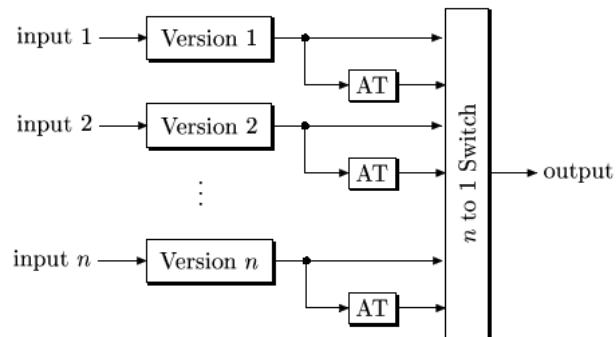 input 1 Version 1
AT
input 2 Version 2
AT
⋮
input n Version n
AT
n to 1 Switch
output